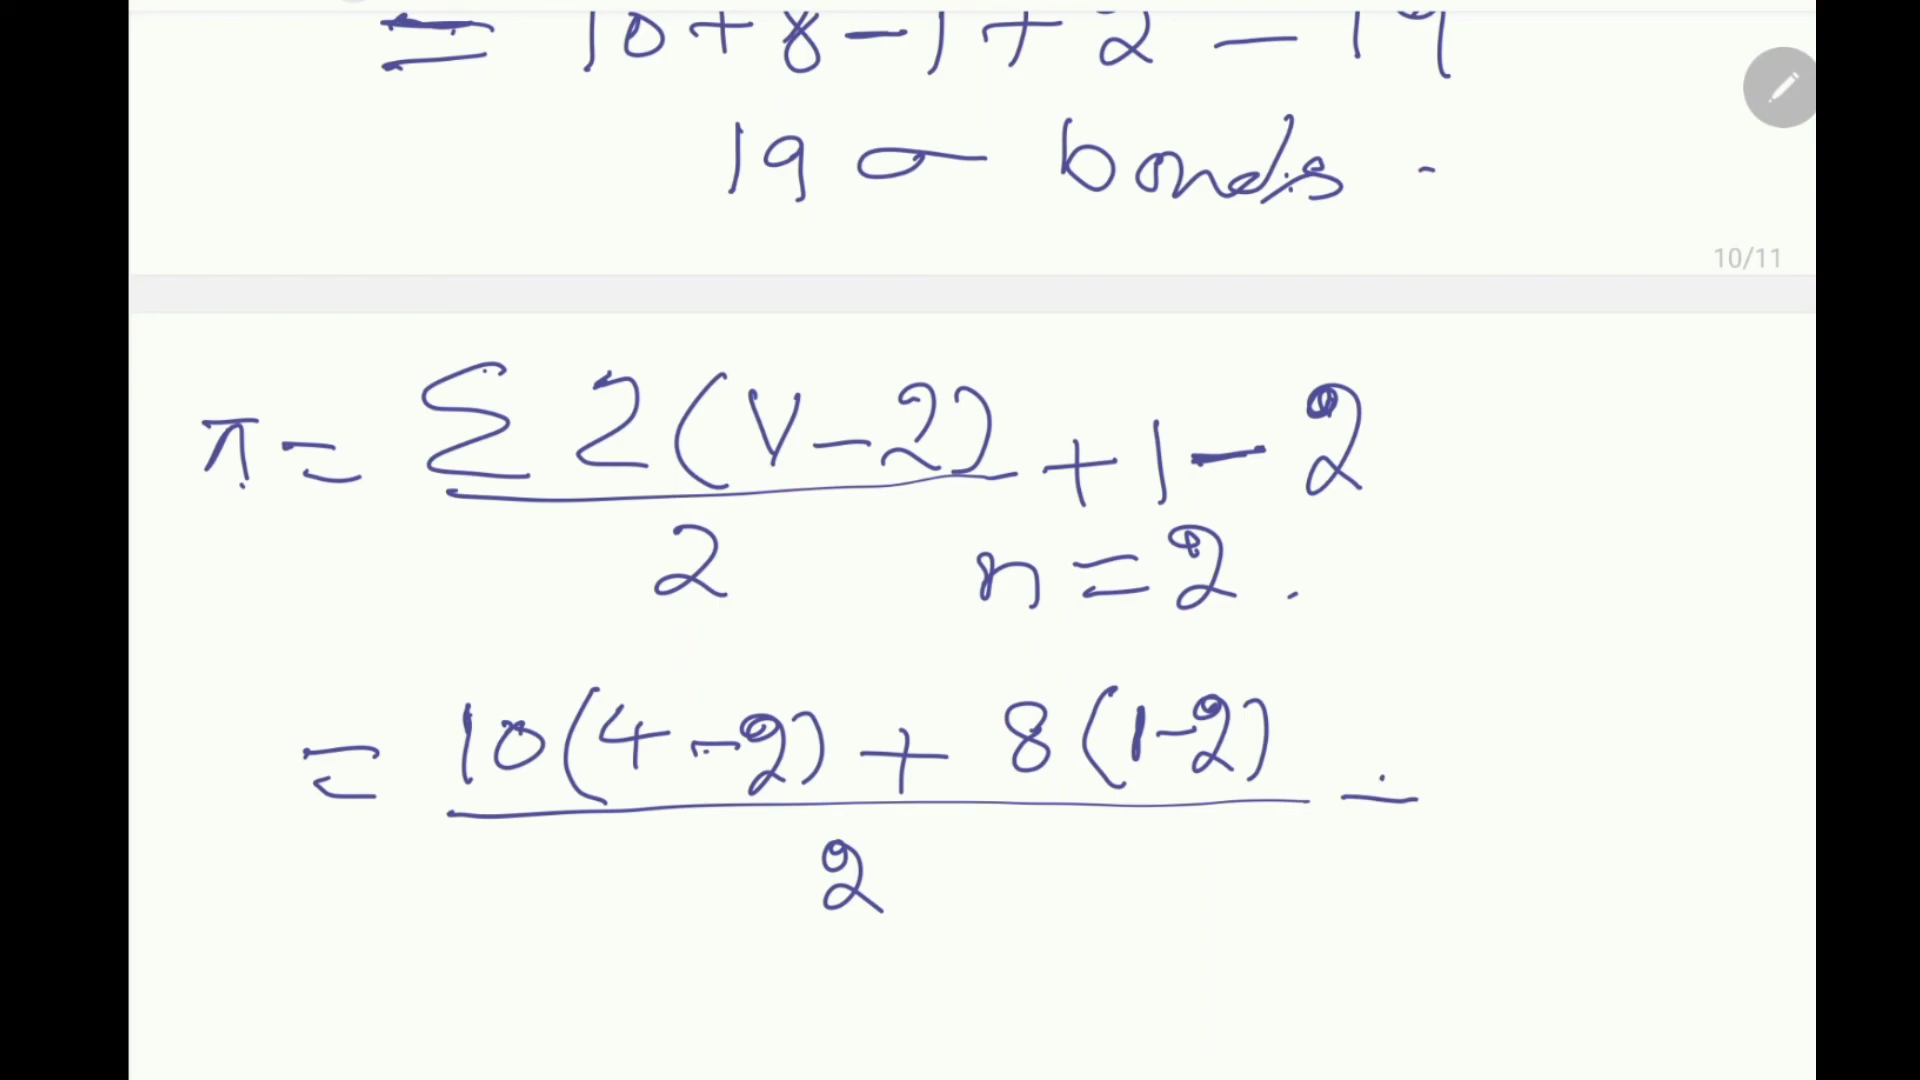 = 10+8-1+2 - 19
19 σ- bonds.
10/11
π = Σ 2(V-2) + 1 - 2
2 n = 2.
= 10(4-2) + 8(1-2) -
2